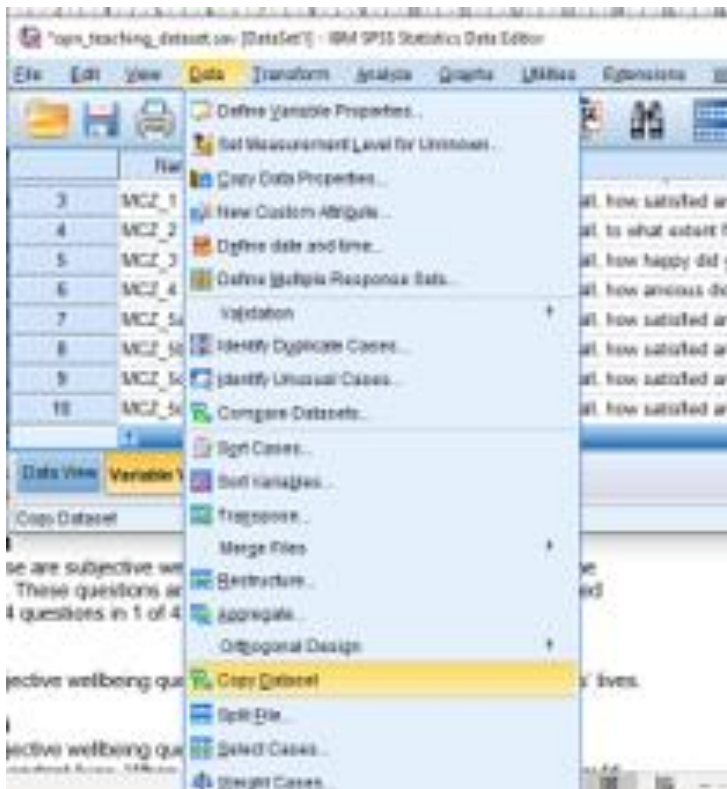 *opn_teaching_dataset.sav [DataSet1] - IBM SPSS Statistics Data Editor
File Edit View Data Transform Analyze Graphs Utilities Extensions
Define Variable Properties...
Set Measurement Level for Unknown...
Copy Data Properties...
New Custom Attribute...
Define date and time...
Define Multiple Response Sets...
Validation
Identify Duplicate Cases...
Identify Unusual Cases...
Compare Datasets...
Sort Cases...
Sort Variables...
Transpose...
Merge Files
Restructure...
Aggregate...
Orthogonal Design
Copy Dataset
Split File...
Select Cases...
Weight Cases...
Nam
3 MCZ_1 all, how satisfied ar
4 MCZ_2 all, to what extent f
5 MCZ_3 all, how happy did y
6 MCZ_4 all, how anxious did
7 MCZ_5a all, how satisfied ar
8 MCZ_5b all, how satisfied ar
9 MCZ_5c all, how satisfied ar
10 MCZ_5d all, how satisfied ar
Data View Variable V
Copy Dataset
se are subjective we
. These questions ar
4 questions in 1 of 4
jective wellbeing que s' lives.
jective wellbeing que